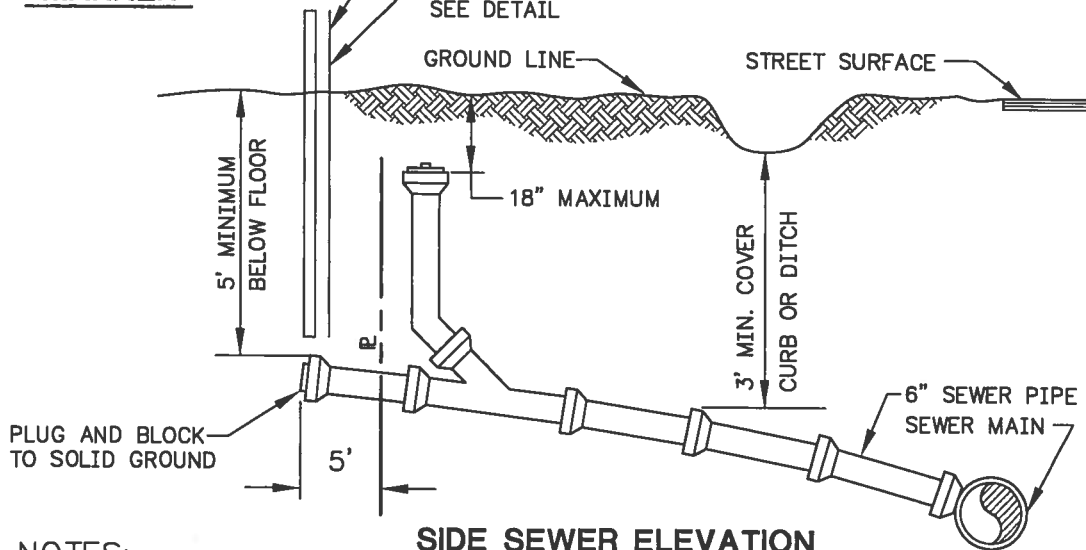 SEE DETAIL
GROUND LINE
STREET SURFACE
5' MINIMUM
BELOW FLOOR
18" MAXIMUM
3' MIN. COVER
CURB OR DITCH
PL
6" SEWER PIPE
SEWER MAIN
PLUG AND BLOCK
TO SOLID GROUND
5'
SIDE SEWER ELEVATION
NOTES: